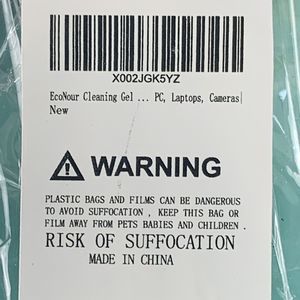 X002JGK5YZ
EcoNour Cleaning Gel ... PC, Laptops, Cameras
New
WARNING
PLASTIC BAGS AND FILMS CAN BE DANGEROUS
TO AVOID SUFFOCATION , KEEP THIS BAG OR
FILM AWAY FROM PETS BABIES AND CHILDREN .
RISK OF SUFFOCATION
MADE IN CHINA